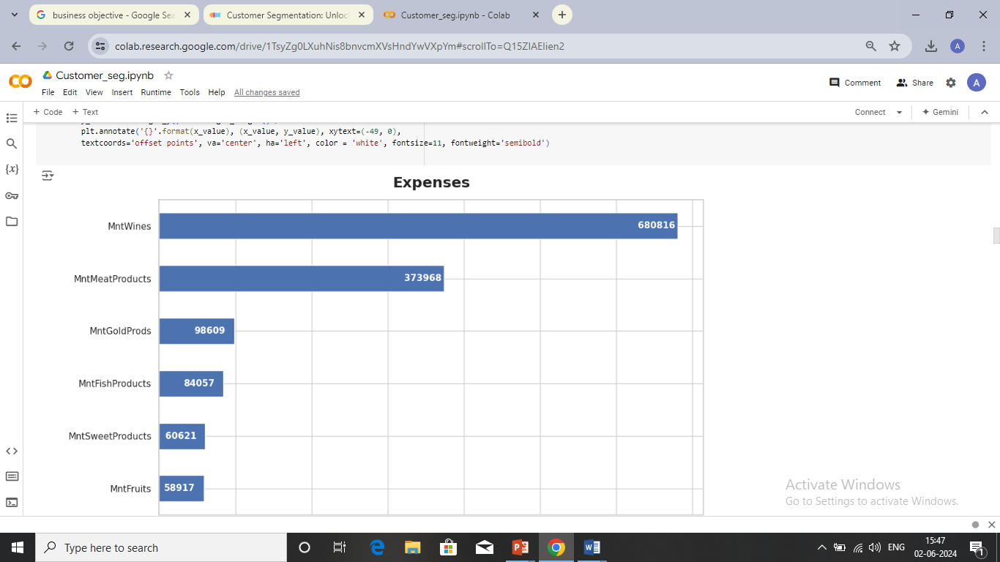 business objective - Google Sea
Customer Segmentation: Unloc
Customer_seg.ipynb - Colab
colab.research.google.com/drive/1TsyZg0LXuhNis8bnvcmXVsHndYwVXpYm#scrollTo=Q15ZIAElien2
A
Customer_seg.ipynb
File Edit View Insert Runtime Tools Help All changes saved
Comment
Share
A
+ Code + Text
Connect
Gemini
plt.annotate('{}'.format(x_value), (x_value, y_value), xytext=(-49, 0),
textcoords='offset points', va='center', ha='left', color = 'white', fontsize=11, fontweight='semibold')
Expenses
MntWines 680816
MntMeatProducts 373968
MntGoldProds 98609
MntFishProducts 84057
MntSweetProducts 60621
MntFruits 58917
Activate Windows
Go to Settings to activate Windows.
Type here to search
ENG
15:47
02-06-2024
1